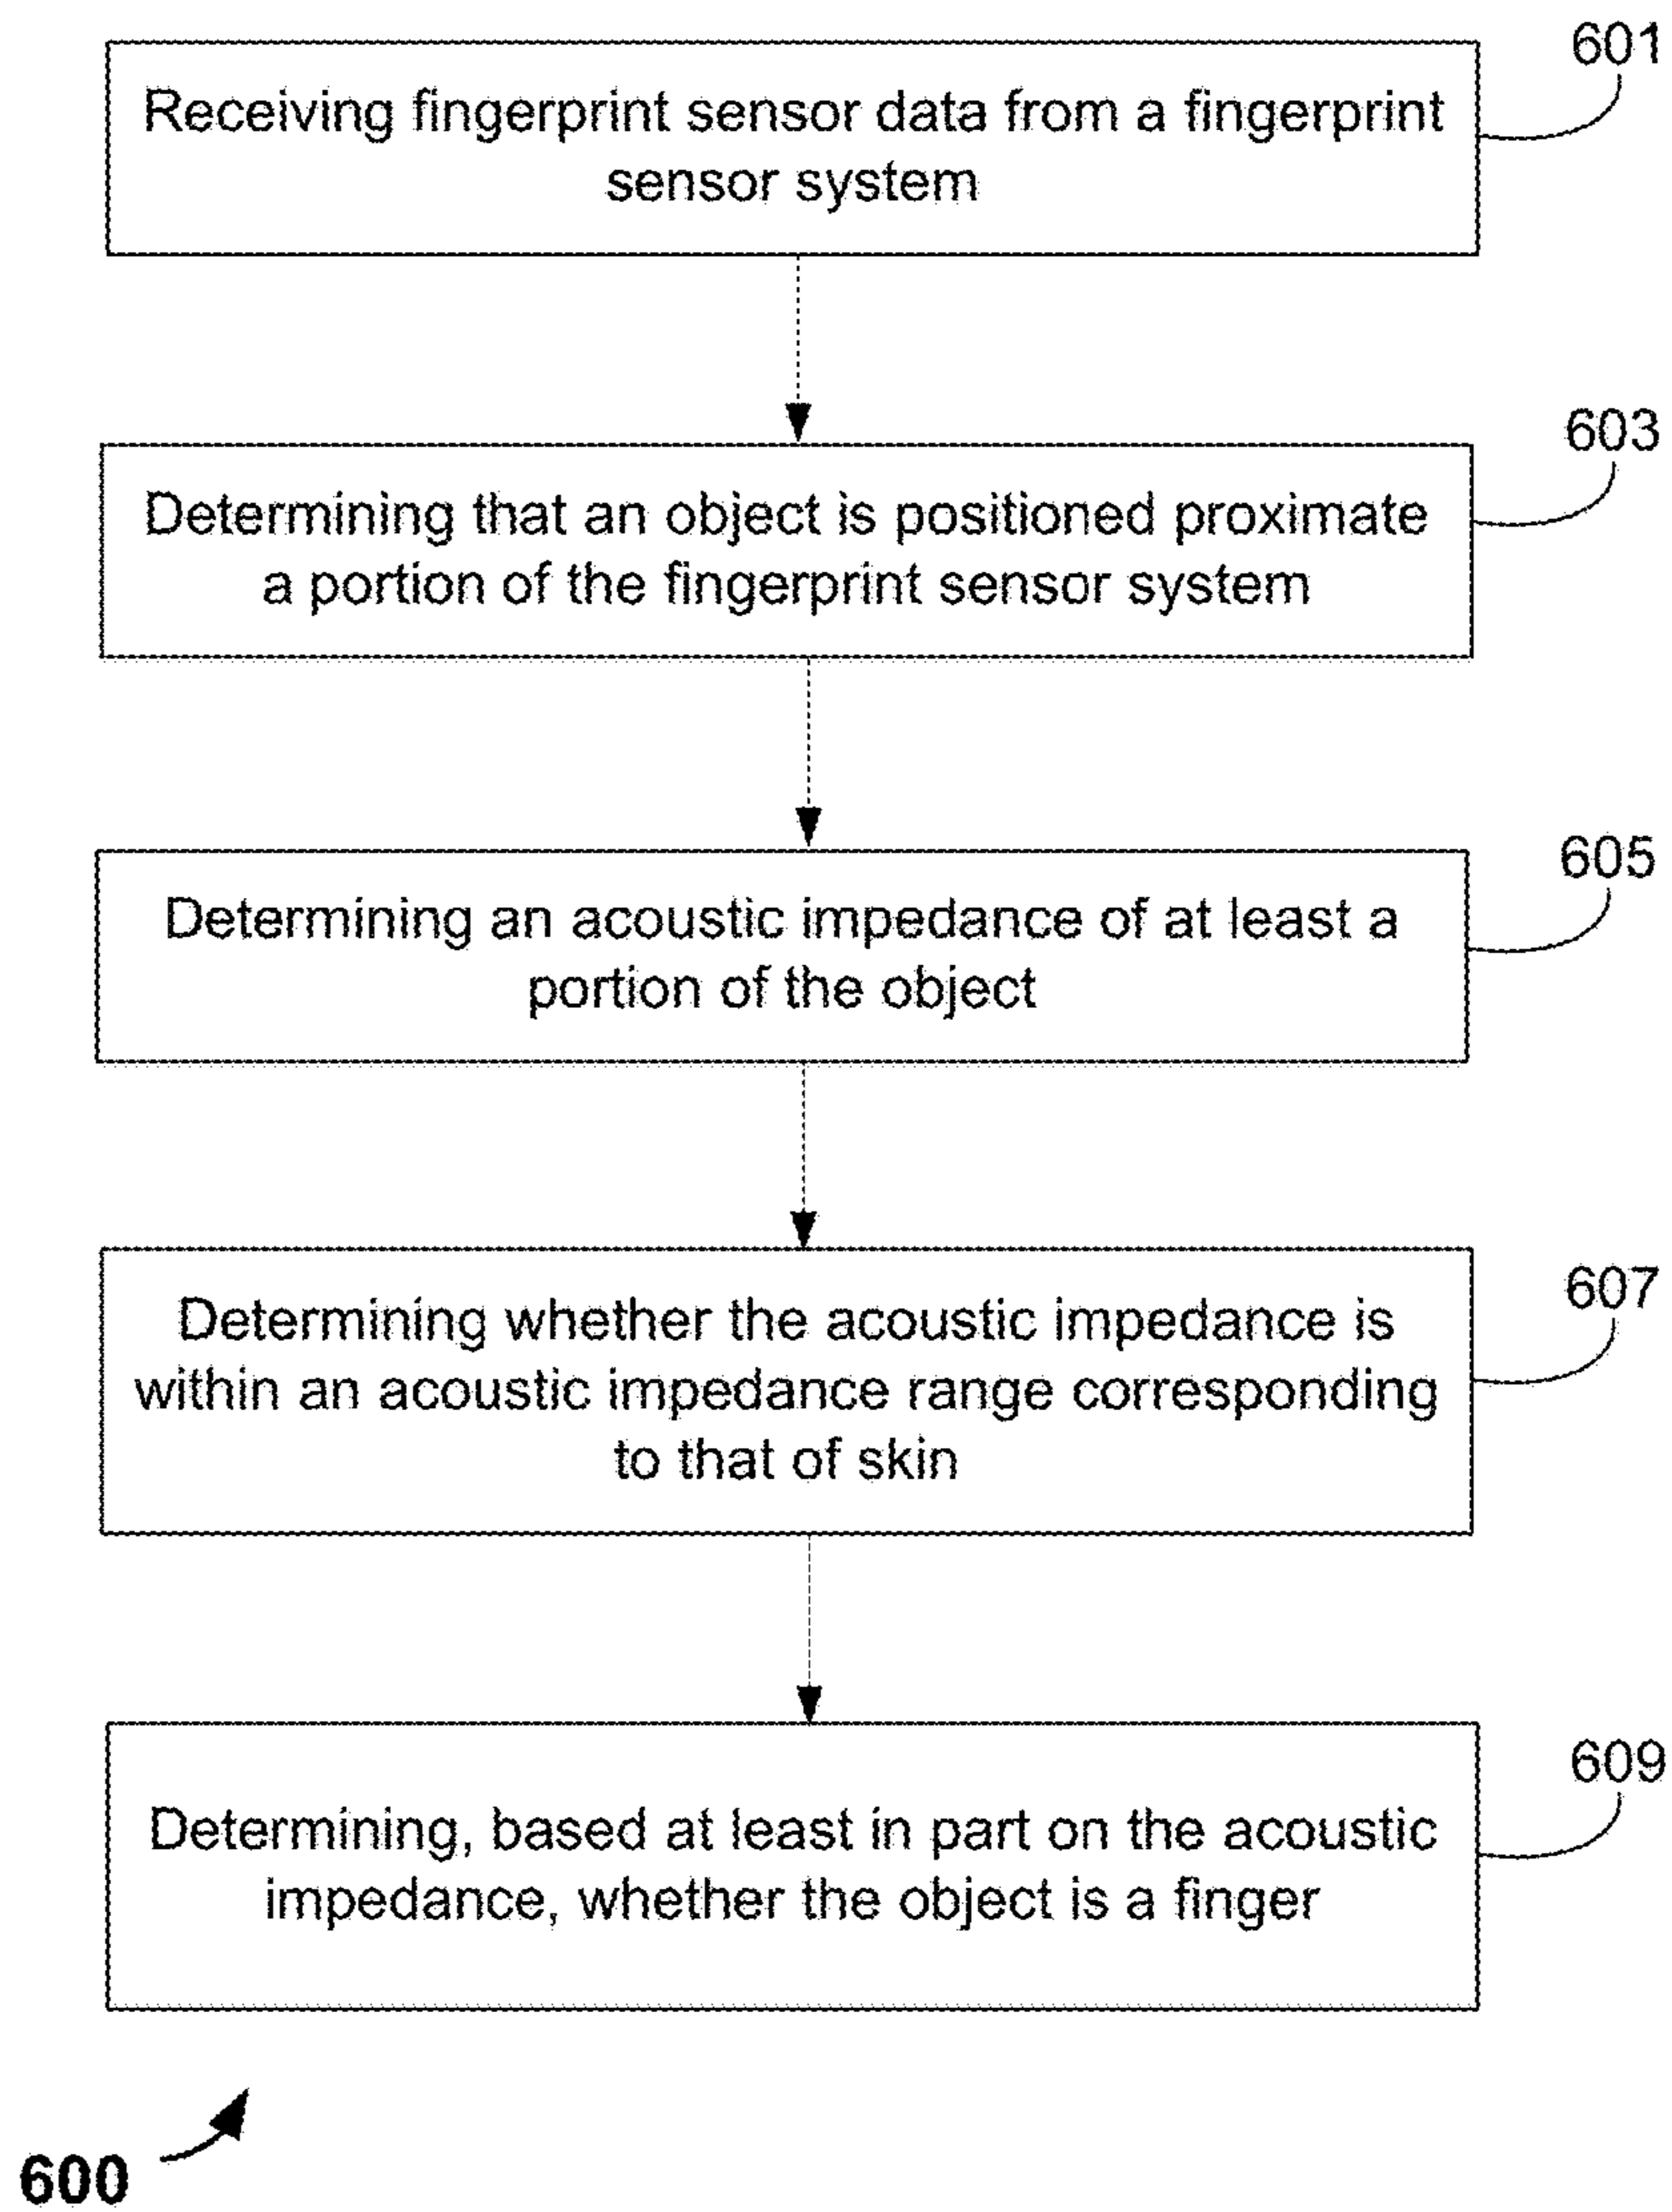 601
Receiving fingerprint sensor data from a fingerprint
sensor system
603
Determining that an object is positioned proximate
a portion of the fingerprint sensor system
605
Determining an acoustic impedance of at least a
portion of the object
607
Determining whether the acoustic impedance is
within an acoustic impedance range corresponding
to that of skin
609
Determining, based at least in part on the acoustic
impedance, whether the object is a finger
600